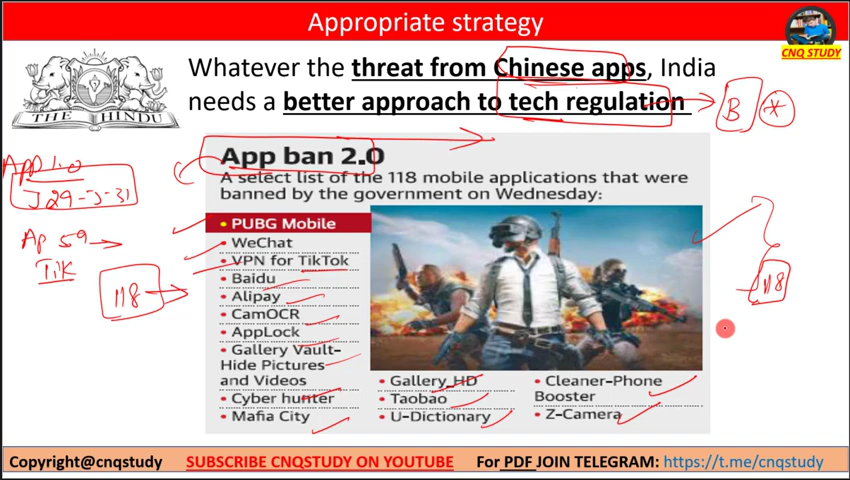 Appropriate strategy
CNQ STUDY
Whatever the threat from Chinese apps, India
needs a better approach to tech regulation
B
THE HINDU
App 1.0
J 29-J-31
Ap 59
TiK
118
118
App ban 2.0
A select list of the 118 mobile applications that were
banned by the government on Wednesday:
• PUBG Mobile
• WeChat
• VPN for TikTok
• Baidu
• Alipay
• CamOCR
• AppLock
• Gallery Vault-
Hide Pictures
and Videos
• Cyber hunter
• Mafia City
• Gallery HD
• Taobao
• U-Dictionary
• Cleaner-Phone
Booster
• Z-Camera
Copyright@cnqstudy SUBSCRIBE CNQSTUDY ON YOUTUBE For PDF JOIN TELEGRAM: https://t.me/cnqstudy